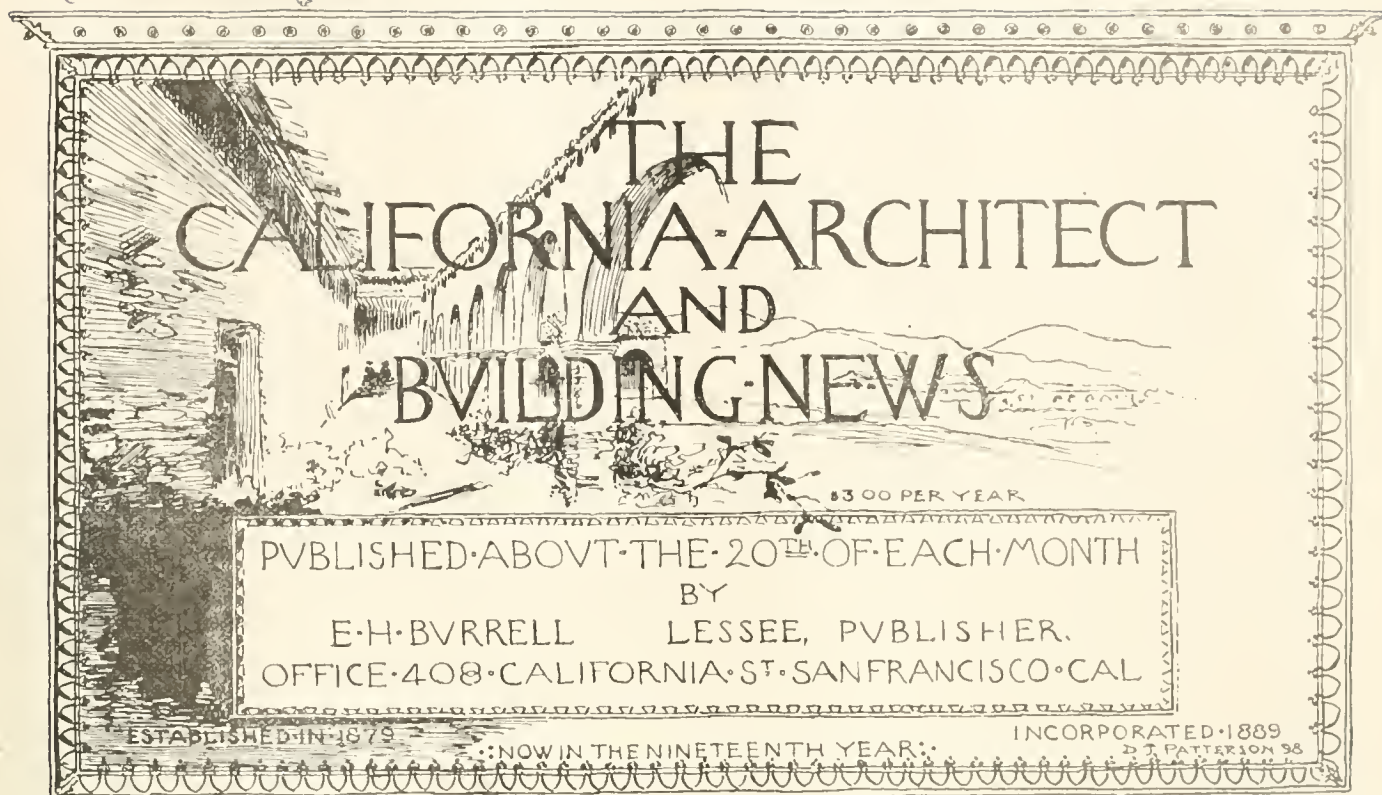 THE
CALIFORNIA·ARCHITECT
AND
BVILDING·NEWS
$3 00 PER YEAR
PVBLISHED·ABOVT·THE·20TH·OF·EACH·MONTH
BY
E·H·BVRRELL LESSEE, PVBLISHER.
OFFICE·408·CALIFORNIA·ST·SAN FRANCISCO·CAL
ESTABLISHED·IN·1879
INCORPORATED·1889
D J PATTERSON 98
·:NOW IN THE NINETEENTH YEAR:·